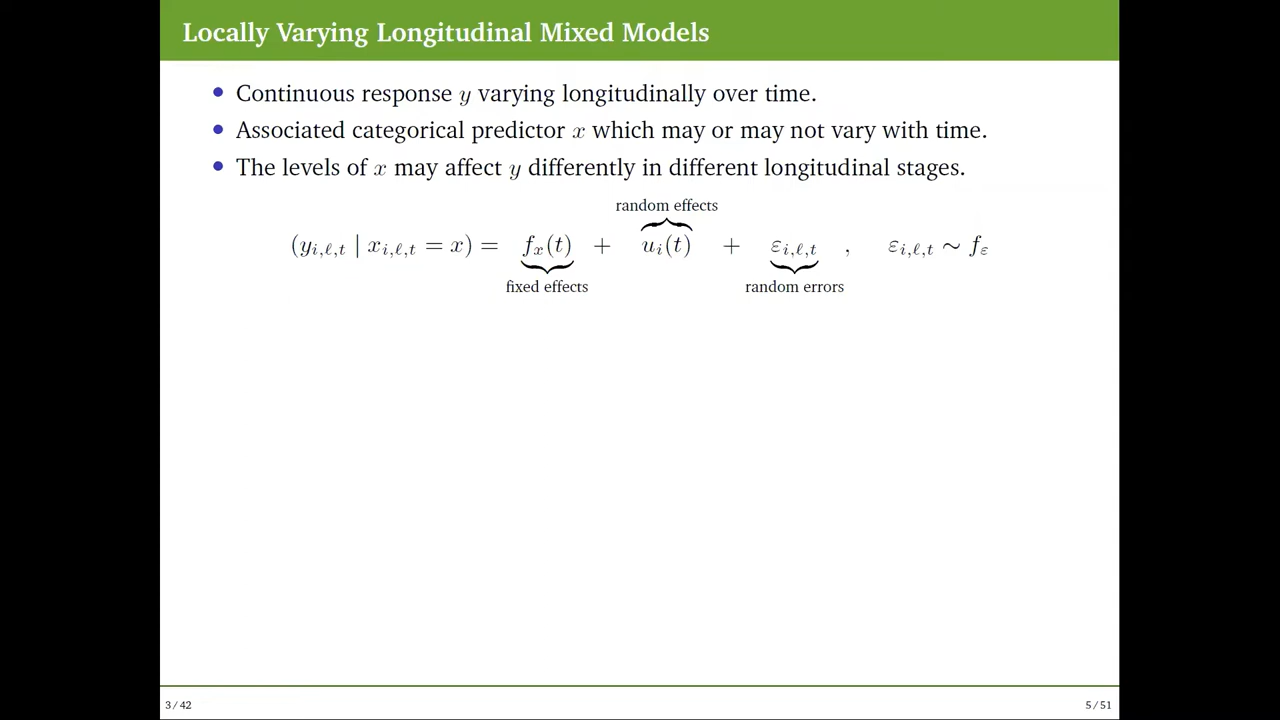 Locally Varying Longitudinal Mixed Models
• Continuous response y varying longitudinally over time.
• Associated categorical predictor x which may or may not vary with time.
• The levels of x may affect y differently in different longitudinal stages.
random effects
(y_{i,ℓ,t} | x_{i,ℓ,t} = x) = f_x(t) + u_i(t) + ε_{i,ℓ,t} , ε_{i,ℓ,t} ∼ f_ε
fixed effects random errors
3 / 42 5 / 51